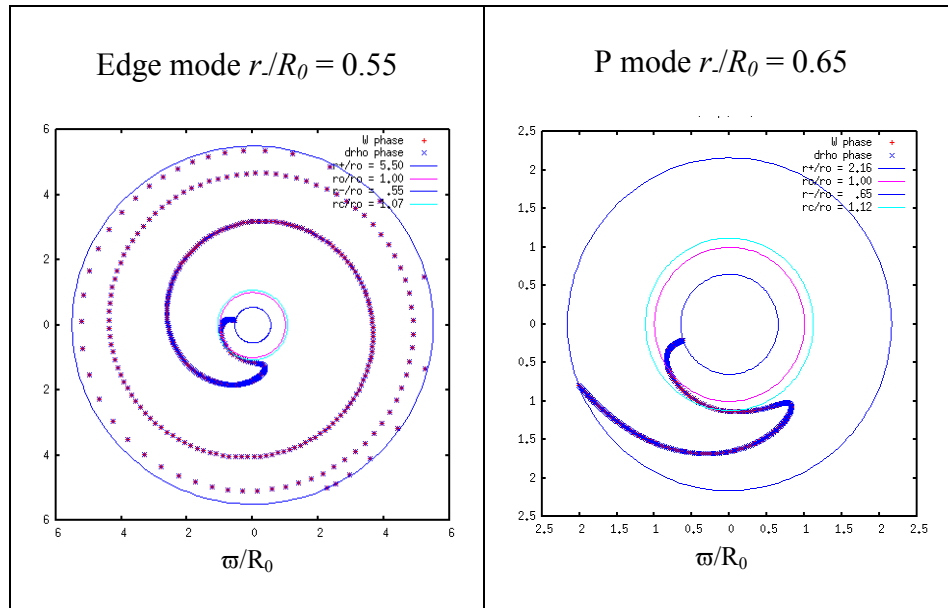 Edge mode r-/R0 = 0.55
6
4
2
0
2
4
6
6
4
2
0
2
4
6
W phase
drho phase
r+/ro = 5.50
ro/ro = 1.00
r-/ro = .55
rc/ro = 1.07
ϖ/R0
P mode r-/R0 = 0.65
2.5
2
1.5
1
0.5
0
0.5
1
1.5
2
2.5
2.5
2
1.5
1
0.5
0
0.5
1
1.5
2
2.5
W phase
drho phase
r+/ro = 2.16
ro/ro = 1.00
r-/ro = .65
rc/ro = 1.12
ϖ/R0